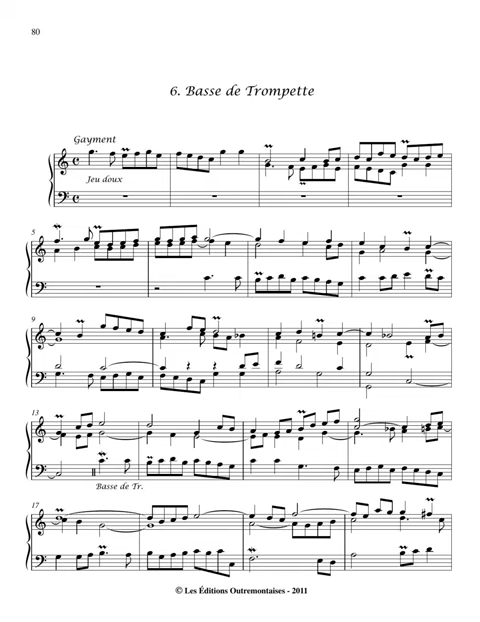 80
6. Basse de Trompette
Gayment
Jeu doux
5
9
13
Basse de Tr.
17
© Les Éditions Outremontaises - 2011